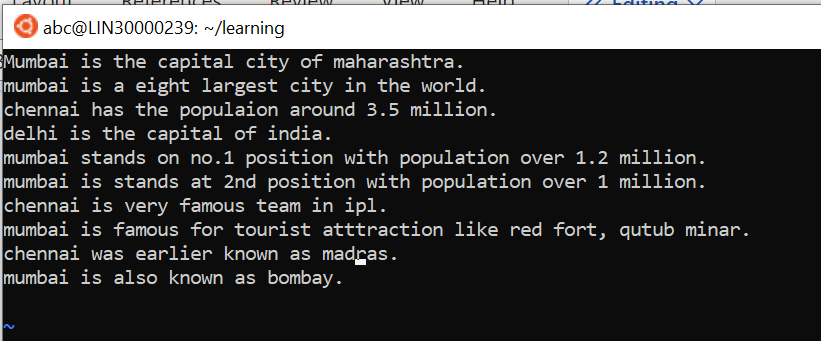 Layout References Review View Help Editing
abc@LIN30000239: ~/learning
Mumbai is the capital city of maharashtra.
mumbai is a eight largest city in the world.
chennai has the populaion around 3.5 million.
delhi is the capital of india.
mumbai stands on no.1 position with population over 1.2 million.
mumbai is stands at 2nd position with population over 1 million.
chennai is very famous team in ipl.
mumbai is famous for tourist atttraction like red fort, qutub minar.
chennai was earlier known as madras.
mumbai is also known as bombay.
~